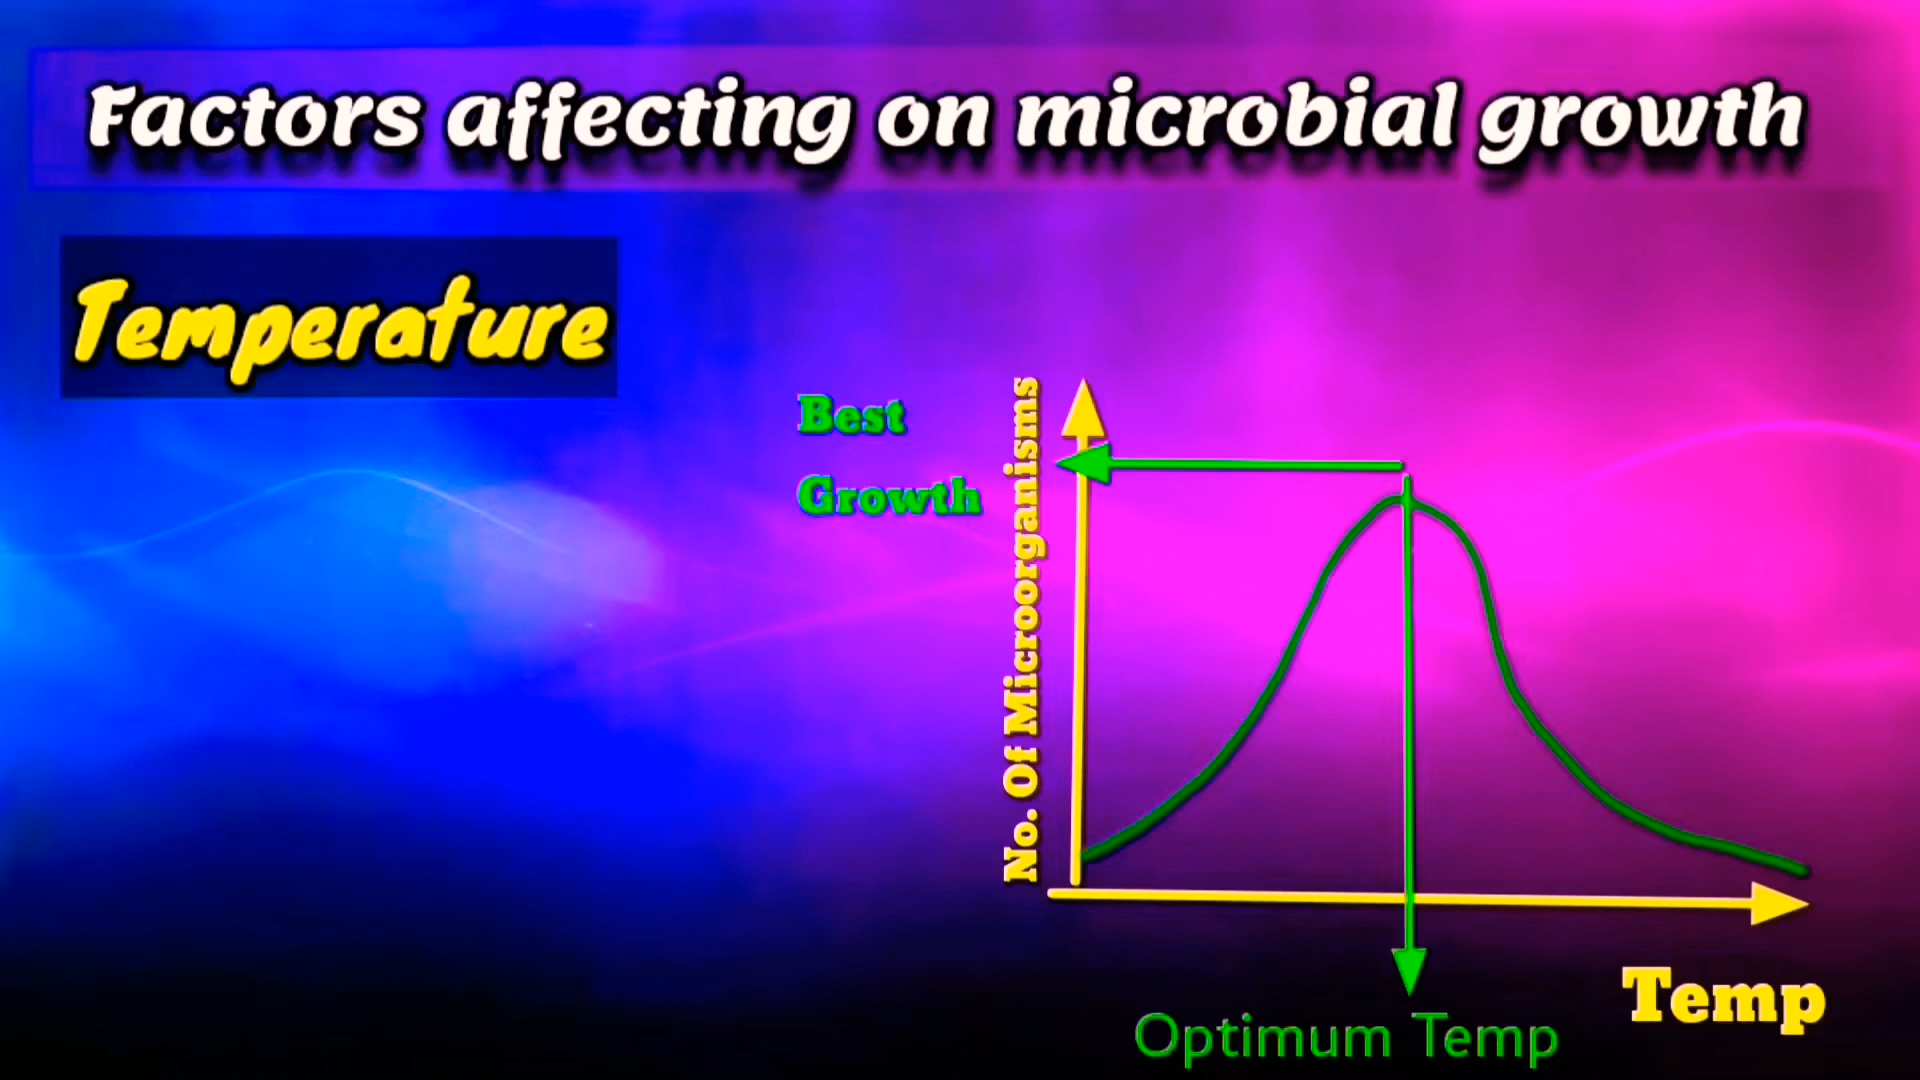 Factors affecting on microbial growth
Temperature
Best
Growth
No. Of Microorganisms
Temp
Optimum Temp